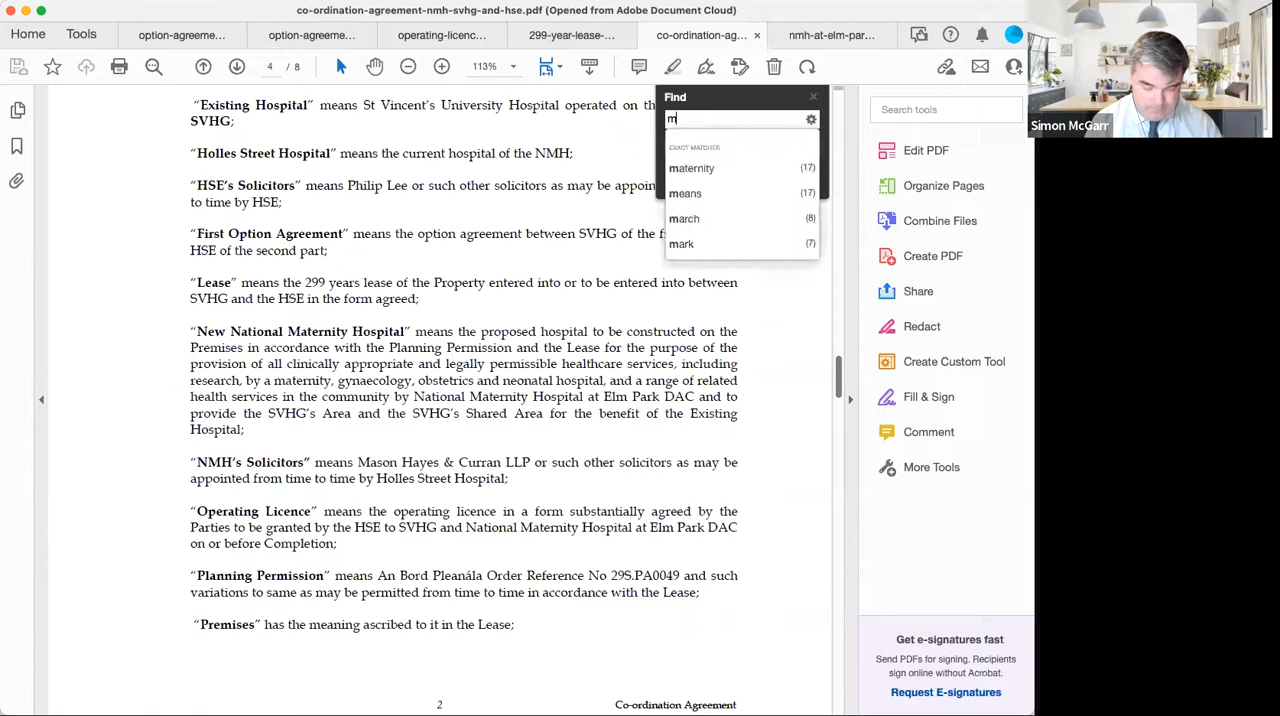 co-ordination-agreement-nmh-svhg-and-hse.pdf (Opened from Adobe Document Cloud)
Home Tools option-agreeme... option-agreeme... operating-licenc... 299-year-lease-... co-ordination-ag... × nmh-at-elm-par...
4 / 8 113%
Find
m
EXACT MATCHES
maternity (17)
means (17)
march (8)
mark (7)
“Existing Hospital” means St Vincent’s University Hospital operated on th
SVHG;
“Holles Street Hospital” means the current hospital of the NMH;
“HSE’s Solicitors” means Philip Lee or such other solicitors as may be appoin
to time by HSE;
“First Option Agreement” means the option agreement between SVHG of the f
HSE of the second part;
“Lease” means the 299 years lease of the Property entered into or to be entered into between
SVHG and the HSE in the form agreed;
“New National Maternity Hospital” means the proposed hospital to be constructed on the
Premises in accordance with the Planning Permission and the Lease for the purpose of the
provision of all clinically appropriate and legally permissible healthcare services, including
research, by a maternity, gynaecology, obstetrics and neonatal hospital, and a range of related
health services in the community by National Maternity Hospital at Elm Park DAC and to
provide the SVHG’s Area and the SVHG’s Shared Area for the benefit of the Existing
Hospital;
“NMH’s Solicitors” means Mason Hayes & Curran LLP or such other solicitors as may be
appointed from time to time by Holles Street Hospital;
“Operating Licence” means the operating licence in a form substantially agreed by the
Parties to be granted by the HSE to SVHG and National Maternity Hospital at Elm Park DAC
on or before Completion;
“Planning Permission” means An Bord Pleanála Order Reference No 29S.PA0049 and such
variations to same as may be permitted from time to time in accordance with the Lease;
“Premises” has the meaning ascribed to it in the Lease;
2 Co-ordination Agreement
Search tools
Edit PDF
Organize Pages
Combine Files
Create PDF
Share
Redact
Create Custom Tool
Fill & Sign
Comment
More Tools
Get e-signatures fast
Send PDFs for signing. Recipients
sign online without Acrobat.
Request E-signatures
Simon McGarr